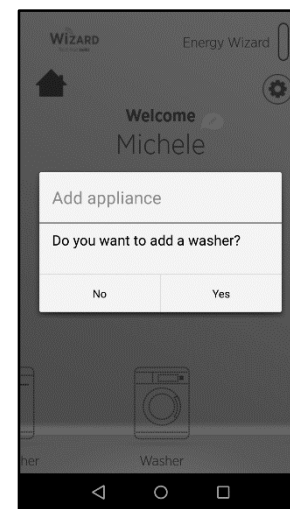 WIZARD
Energy Wizard
Welcome
Michele
Add appliance
Do you want to add a washer?
No
Yes
her
Washer